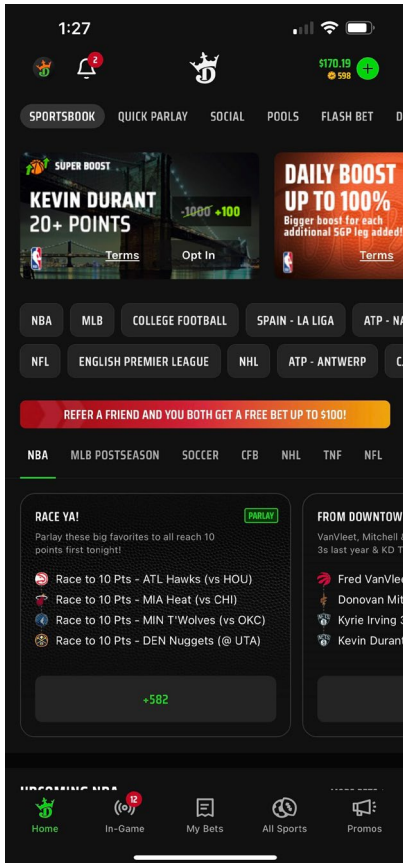 1:27
2
$170.19
598
SPORTSBOOK QUICK PARLAY SOCIAL POOLS FLASH BET D
SUPER BOOST
KEVIN DURANT
20+ POINTS
-1000 +100
Terms Opt In
DAILY BOOST
UP TO 100%
Bigger boost for each
additional SGP leg added!
Terms
NBA MLB COLLEGE FOOTBALL SPAIN - LA LIGA ATP - NA
NFL ENGLISH PREMIER LEAGUE NHL ATP - ANTWERP
REFER A FRIEND AND YOU BOTH GET A FREE BET UP TO $100!
NBA MLB POSTSEASON SOCCER CFB NHL TNF NFL
RACE YA! PARLAY
Parlay these big favorites to all reach 10
points first tonight!
Race to 10 Pts - ATL Hawks (vs HOU)
Race to 10 Pts - MIA Heat (vs CHI)
Race to 10 Pts - MIN T'Wolves (vs OKC)
Race to 10 Pts - DEN Nuggets (@ UTA)
+582
FROM DOWNTOW
VanVleet, Mitchell
3s last year & KD T
Fred VanVlee
Donovan Mit
Kyrie Irving 3
Kevin Durant
UPCOMING NBA
12
Home In-Game My Bets All Sports Promos